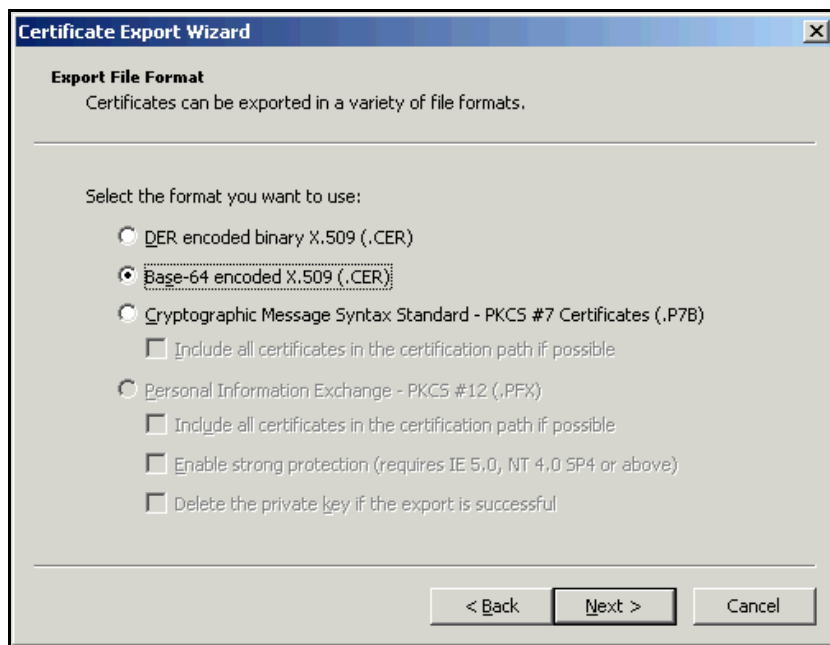 Certificate Export Wizard
Export File Format
Certificates can be exported in a variety of file formats.
Select the format you want to use:
DER encoded binary X.509 (.CER)
Base-64 encoded X.509 (.CER)
Cryptographic Message Syntax Standard - PKCS #7 Certificates (.P7B)
Include all certificates in the certification path if possible
Personal Information Exchange - PKCS #12 (.PFX)
Include all certificates in the certification path if possible
Enable strong protection (requires IE 5.0, NT 4.0 SP4 or above)
Delete the private key if the export is successful
< Back Next > Cancel